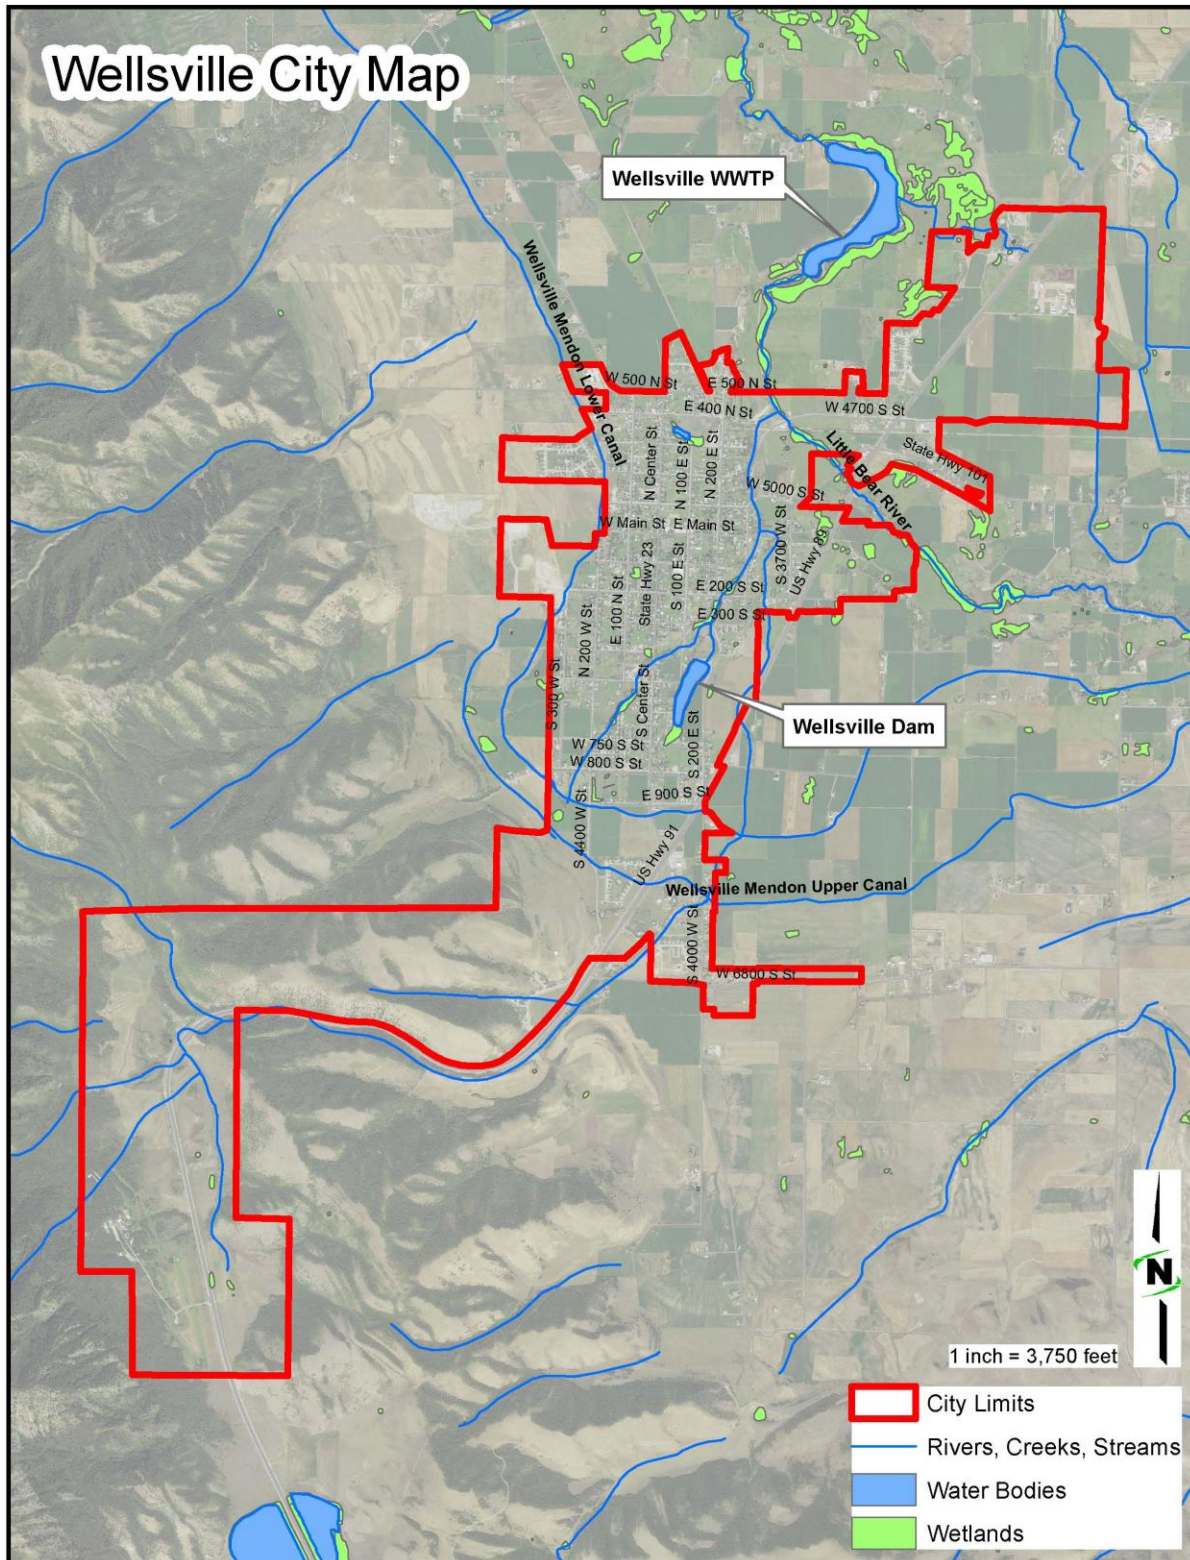 Wellsville City Map
Wellsville WWTP
Wellsville Mendon Lower Canal
W 500 N St
E 500 N St
E 400 N St
W 4700 S St
N Center St
N 100 E St
N 200 E St
State Hwy 101
Little Bear River
W 5000 S St
W Main St
E Main St
S 3700 W St
US Hwy 89
State Hwy 23
S 100 E St
E 200 S St
E 100 N St
E 300 S St
N 200 W St
S 300 W St
S Center St
Wellsville Dam
S 200 E St
W 750 S St
W 800 S St
E 900 S St
S 4400 W St
US Hwy 91
Wellsville Mendon Upper Canal
S 4000 W St
W 6800 S St
N
1 inch = 3,750 feet
City Limits
Rivers, Creeks, Streams
Water Bodies
Wetlands